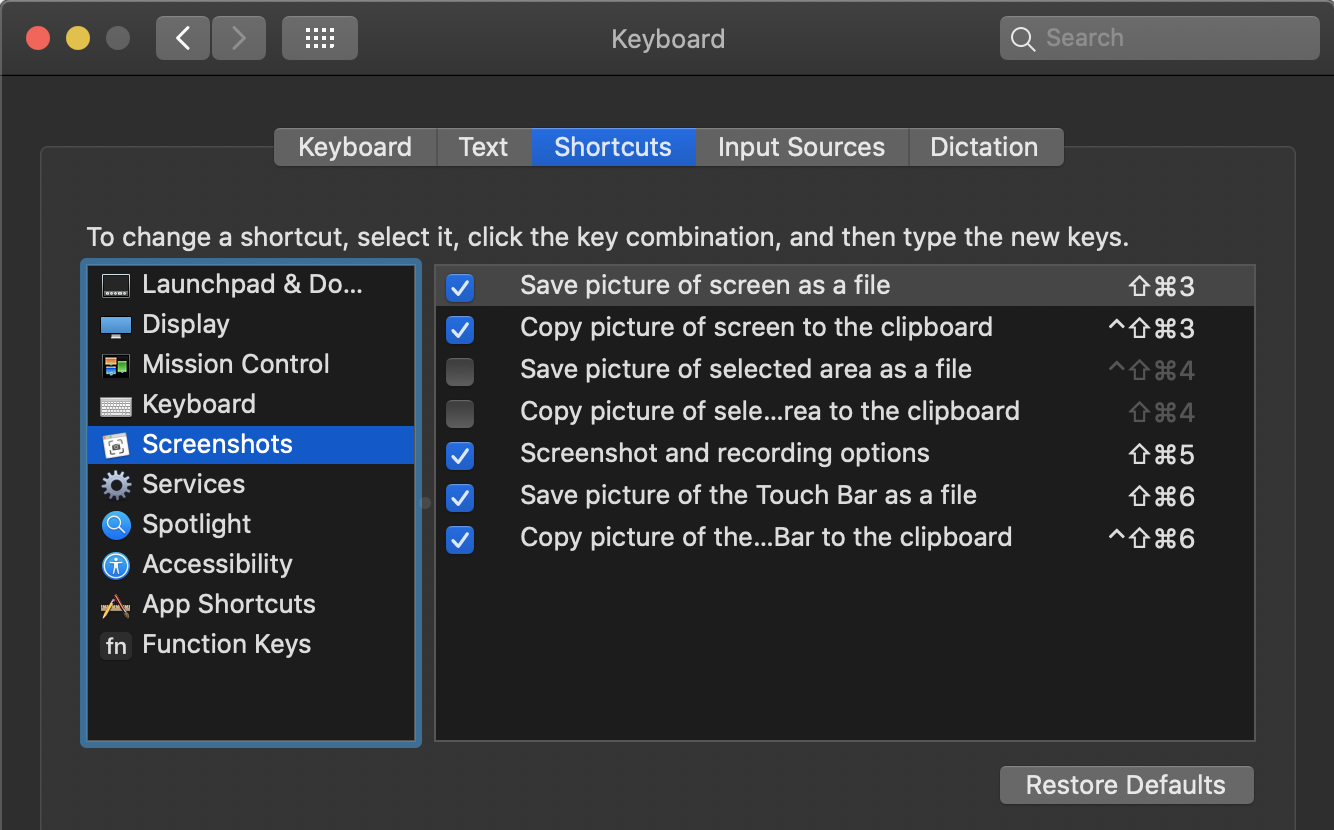 Keyboard
Search
Keyboard Text Shortcuts Input Sources Dictation
To change a shortcut, select it, click the key combination, and then type the new keys.
Launchpad & Do...
Display
Mission Control
Keyboard
Screenshots
Services
Spotlight
Accessibility
App Shortcuts
fn Function Keys
Save picture of screen as a file ⇧⌘3
Copy picture of screen to the clipboard ^⇧⌘3
Save picture of selected area as a file ^⇧⌘4
Copy picture of sele...rea to the clipboard ⇧⌘4
Screenshot and recording options ⇧⌘5
Save picture of the Touch Bar as a file ⇧⌘6
Copy picture of the...Bar to the clipboard ^⇧⌘6
Restore Defaults